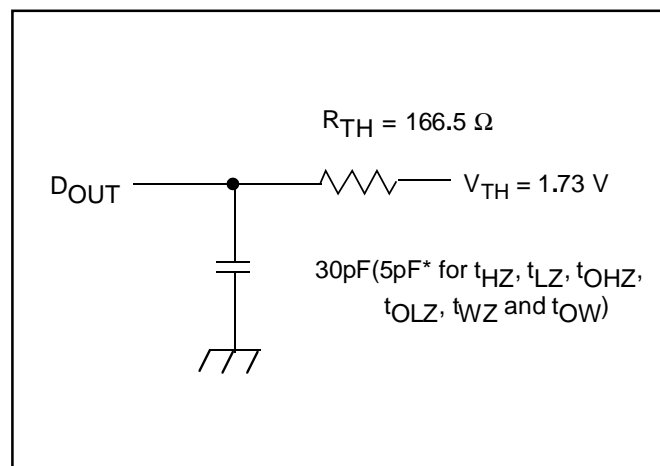 RTH = 166.5 Ω
DOUT
VTH = 1.73 V
30pF(5pF* for tHZ, tLZ, tOHZ,
tOLZ, tWZ and tOW)